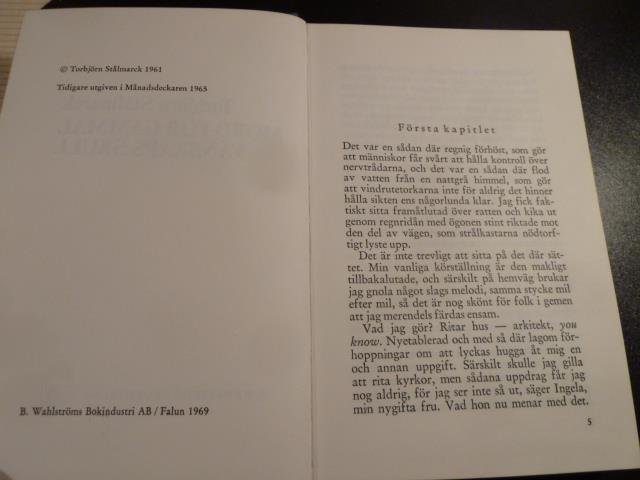 © Torbjörn Stålmarck 1961
Tidigare utgiven i Månadsdeckaren 1963
B. Wahlströms Bokindustri AB / Falun 1969
Första kapitlet
Det var en sådan där regnig förhöst, som gör
att människor får svårt att hålla kontroll över
nervtrådarna, och det var en sådan där flod
av vatten från en nattgrå himmel, som gör
att vindrutetorkarna inte för aldrig det hinner
hålla sikten ens någorlunda klar. Jag fick fak-
tiskt sitta framåtlutad över ratten och kika ut
genom regnridån med ögonen stint riktade mot
den del av vägen, som strålkastarna nödtorf-
tigt lyste upp.
Det är inte trevligt att sitta på det där sät-
tet. Min vanliga körställning är den makligt
tillbakalutade, och särskilt på hemväg brukar
jag gnola något slags melodi, samma stycke mil
efter mil, så det är nog skönt för folk i gemen
att jag merendels färdas ensam.
Vad jag gör? Ritar hus — arkitekt, you
know. Nyetablerad och med så där lagom för-
hoppningar om att lyckas hugga åt mig en
och annan uppgift. Särskilt skulle jag gilla
att rita kyrkor, men sådana uppdrag får jag
nog aldrig, för jag ser inte så ut, säger Ingela,
min nygifta fru. Vad hon nu menar med det.
5